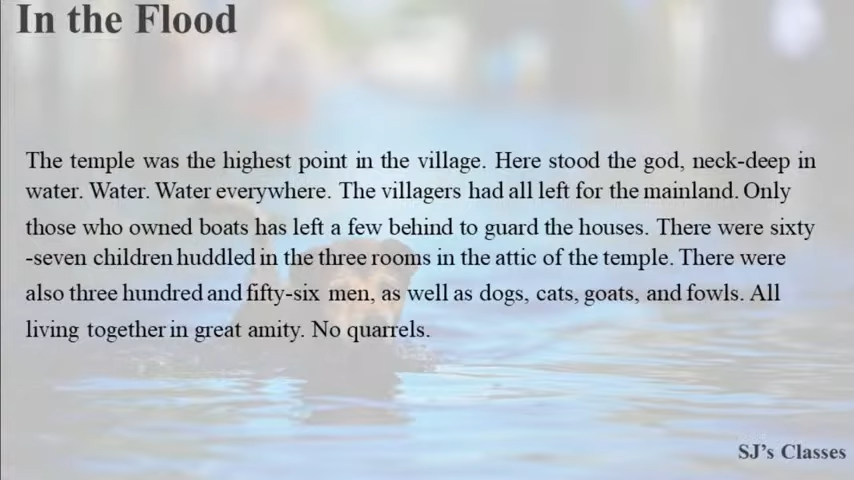 In the Flood
The temple was the highest point in the village. Here stood the god, neck-deep in
water. Water. Water everywhere. The villagers had all left for the mainland. Only
those who owned boats has left a few behind to guard the houses. There were sixty
-seven children huddled in the three rooms in the attic of the temple. There were
also three hundred and fifty-six men, as well as dogs, cats, goats, and fowls. All
living together in great amity. No quarrels.
SJ's Classes